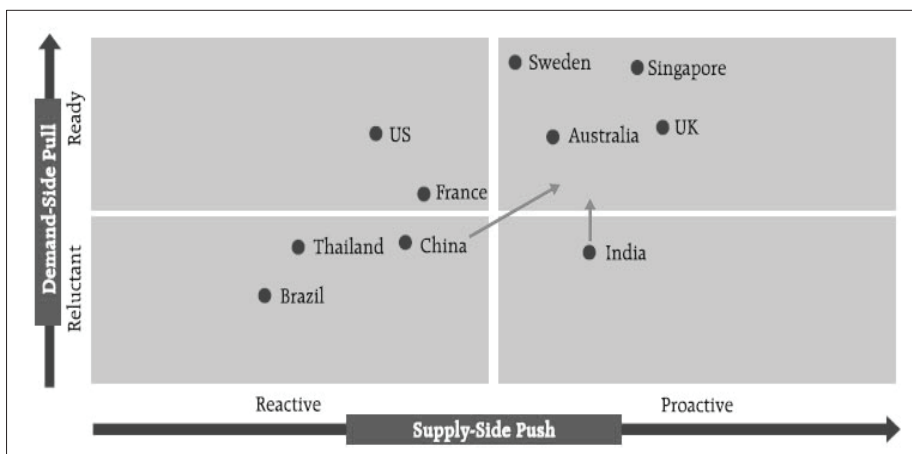 Demand-Side Pull
Ready
Reluctant
Sweden
Singapore
US
Australia
UK
France
Thailand
China
India
Brazil
Reactive
Proactive
Supply-Side Push